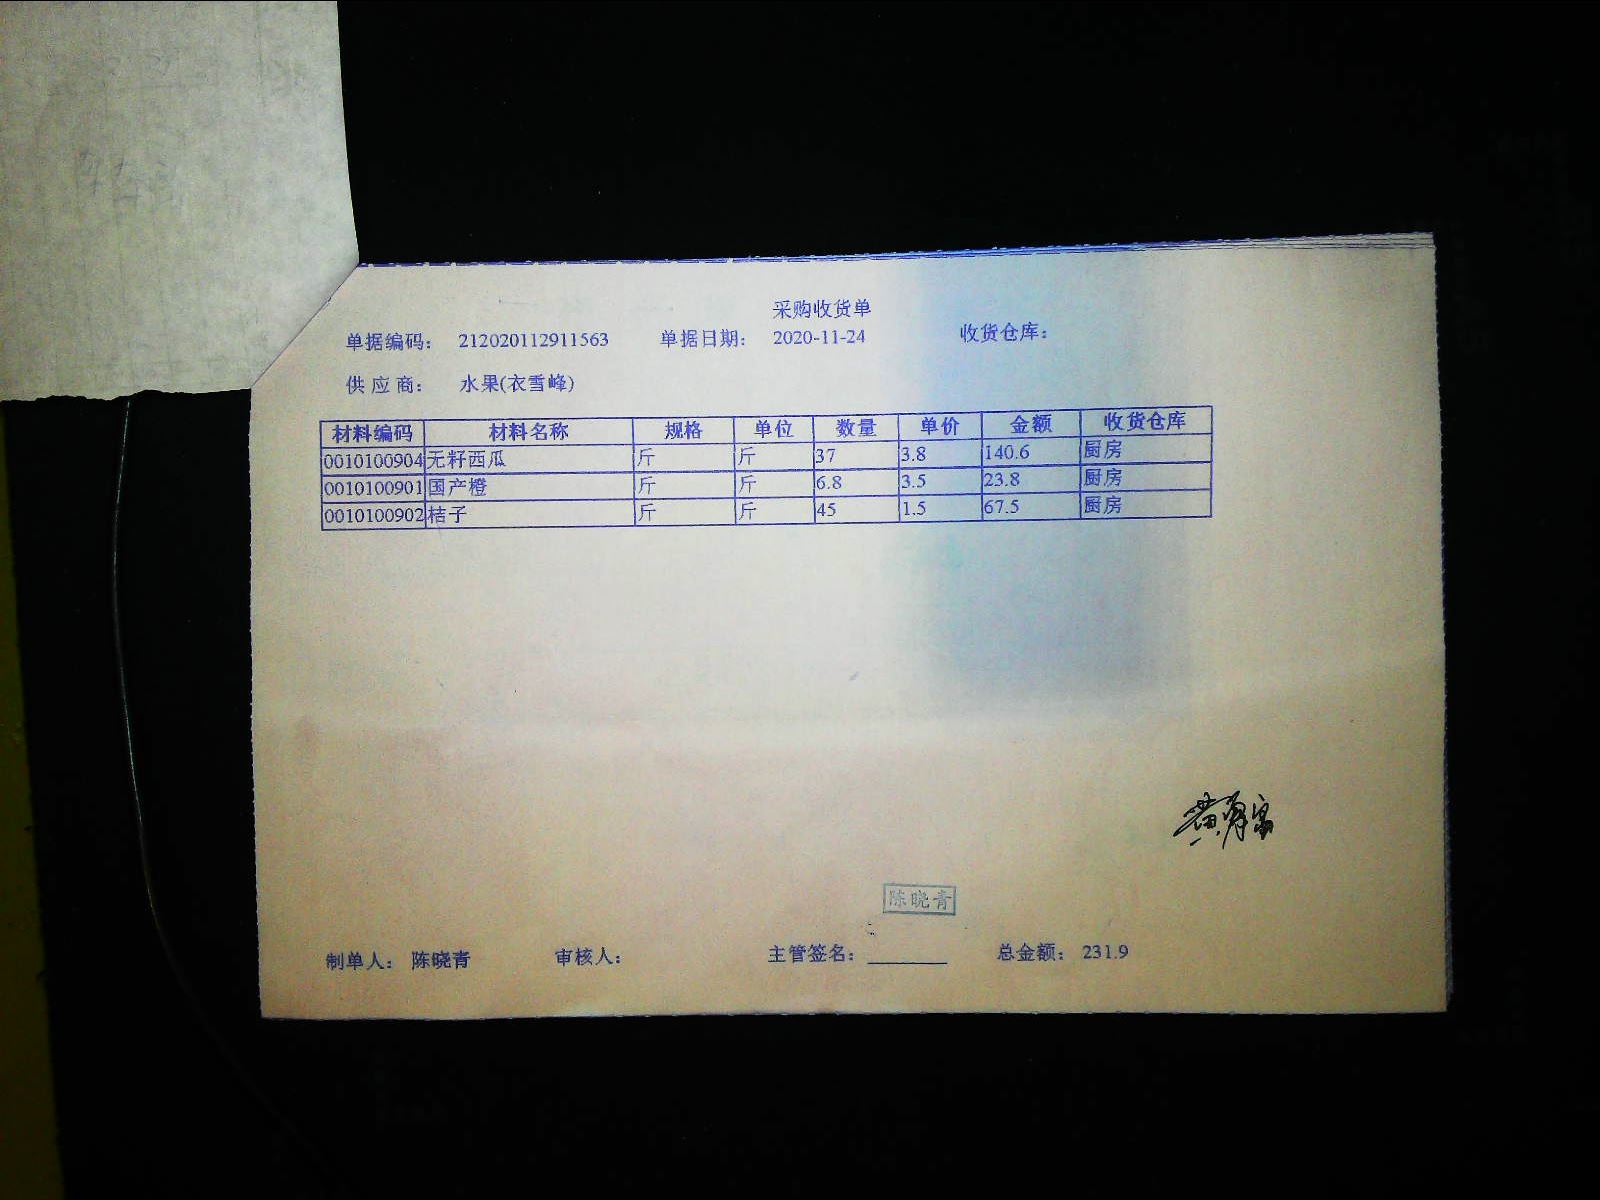 采购收货单
单据编码: 212020112911563 单据日期: 2020-11-24 收货仓库:
供应商: 水果(衣雪峰)
材料编码 材料名称 规格 单位 数量 单价 金额 收货仓库
0010100904 无籽西瓜 斤 斤 37 3.8 140.6 厨房
0010100901 国产橙 斤 斤 6.8 3.5 23.8 厨房
0010100902 桔子 斤 斤 45 1.5 67.5 厨房
陈晓青
制单人: 陈晓青 审核人: 主管签名: 总金额: 231.9